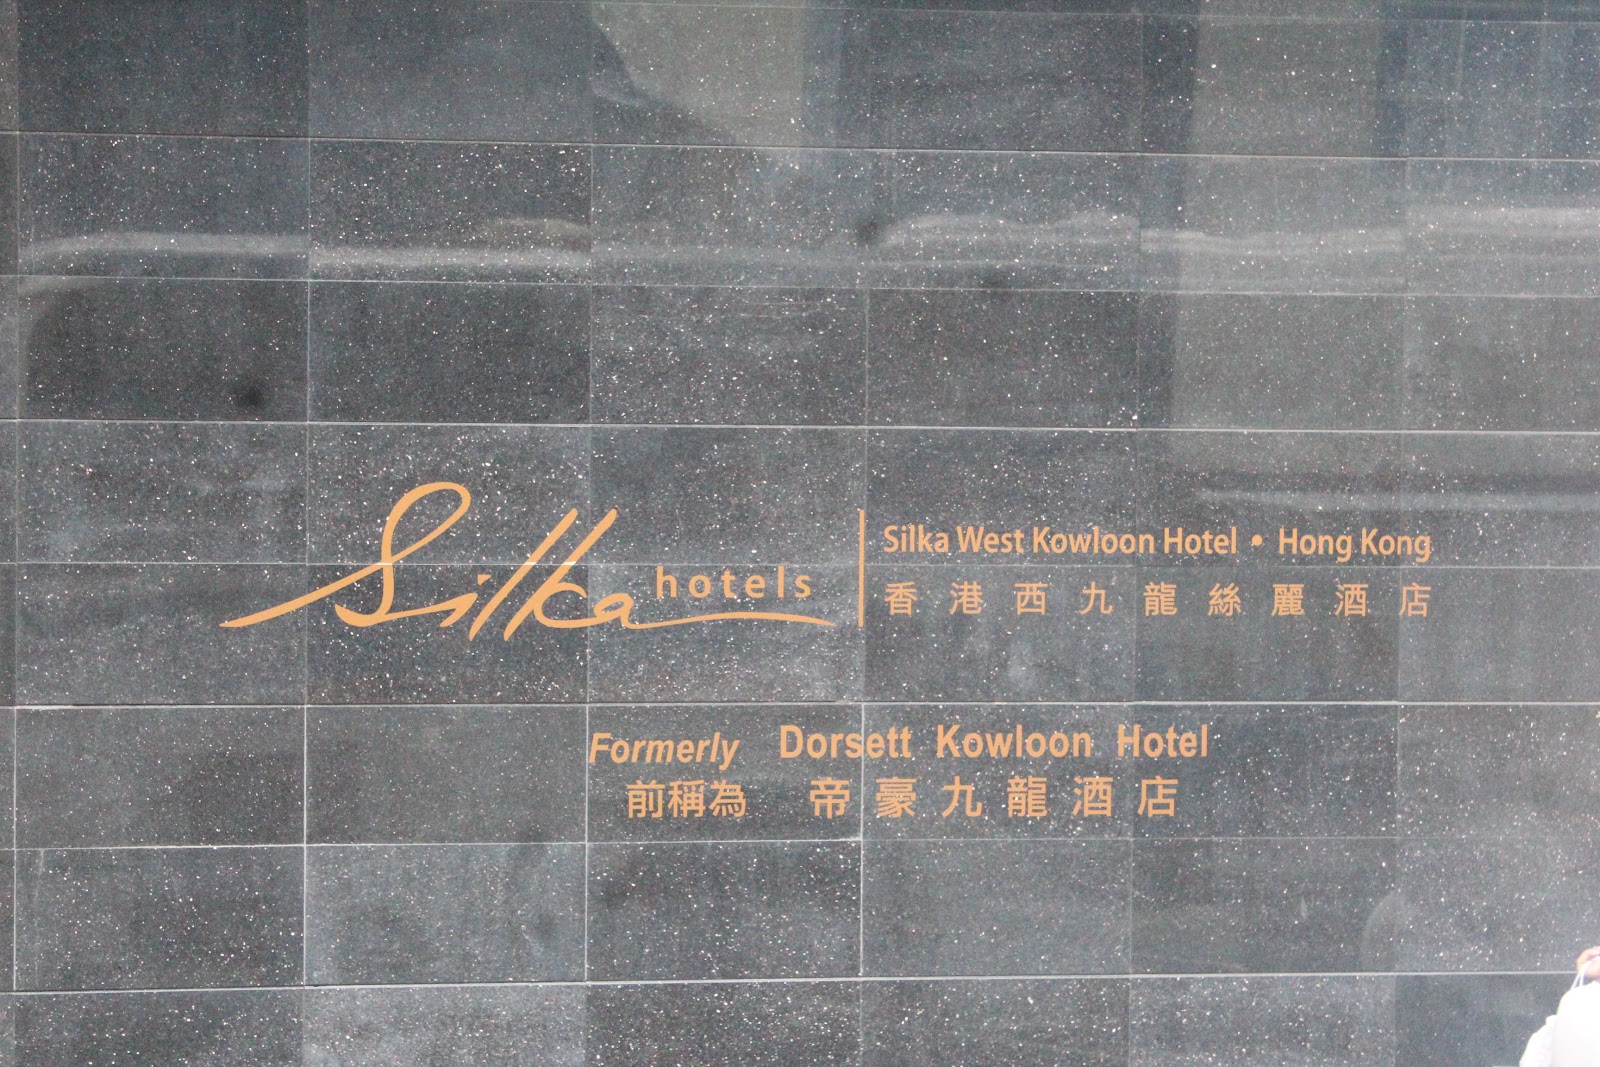 Silka hotels
Silka West Kowloon Hotel • Hong Kong
香港西九龍絲麗酒店
Formerly Dorsett Kowloon Hotel
前稱為 帝豪九龍酒店